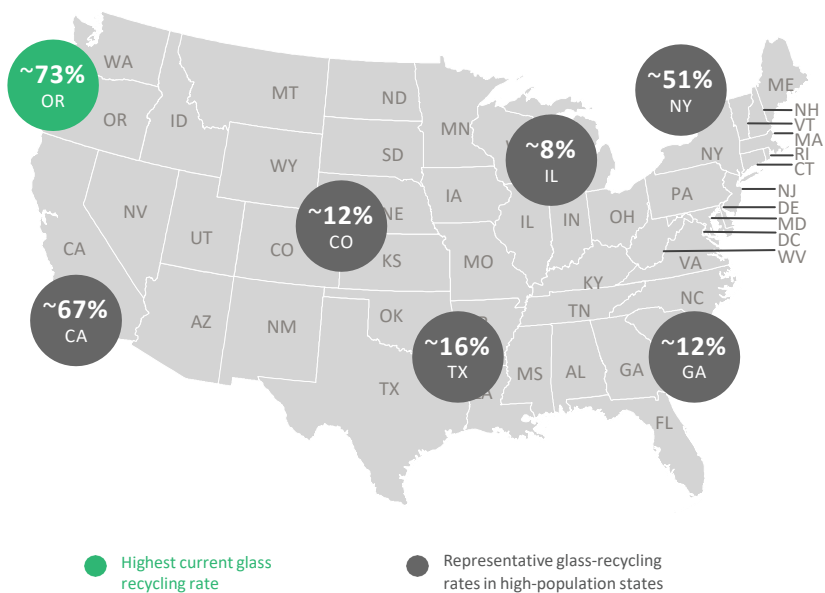 ~73%
OR
~51%
NY
~8%
IL
~12%
CO
~67%
CA
~16%
TX
~12%
GA
WA
OR
ID
MT
ND
MN
ME
NH
VT
MA
RI
CT
NJ
DE
MD
DC
WV
WY
SD
NY
PA
NV
UT
CO
NE
IA
IL
IN
OH
CA
KS
MO
KY
VA
AZ
NM
OK
TN
NC
TX
MS
AL
GA
FL
Highest current glass
recycling rate
Representative glass-recycling
rates in high-population states